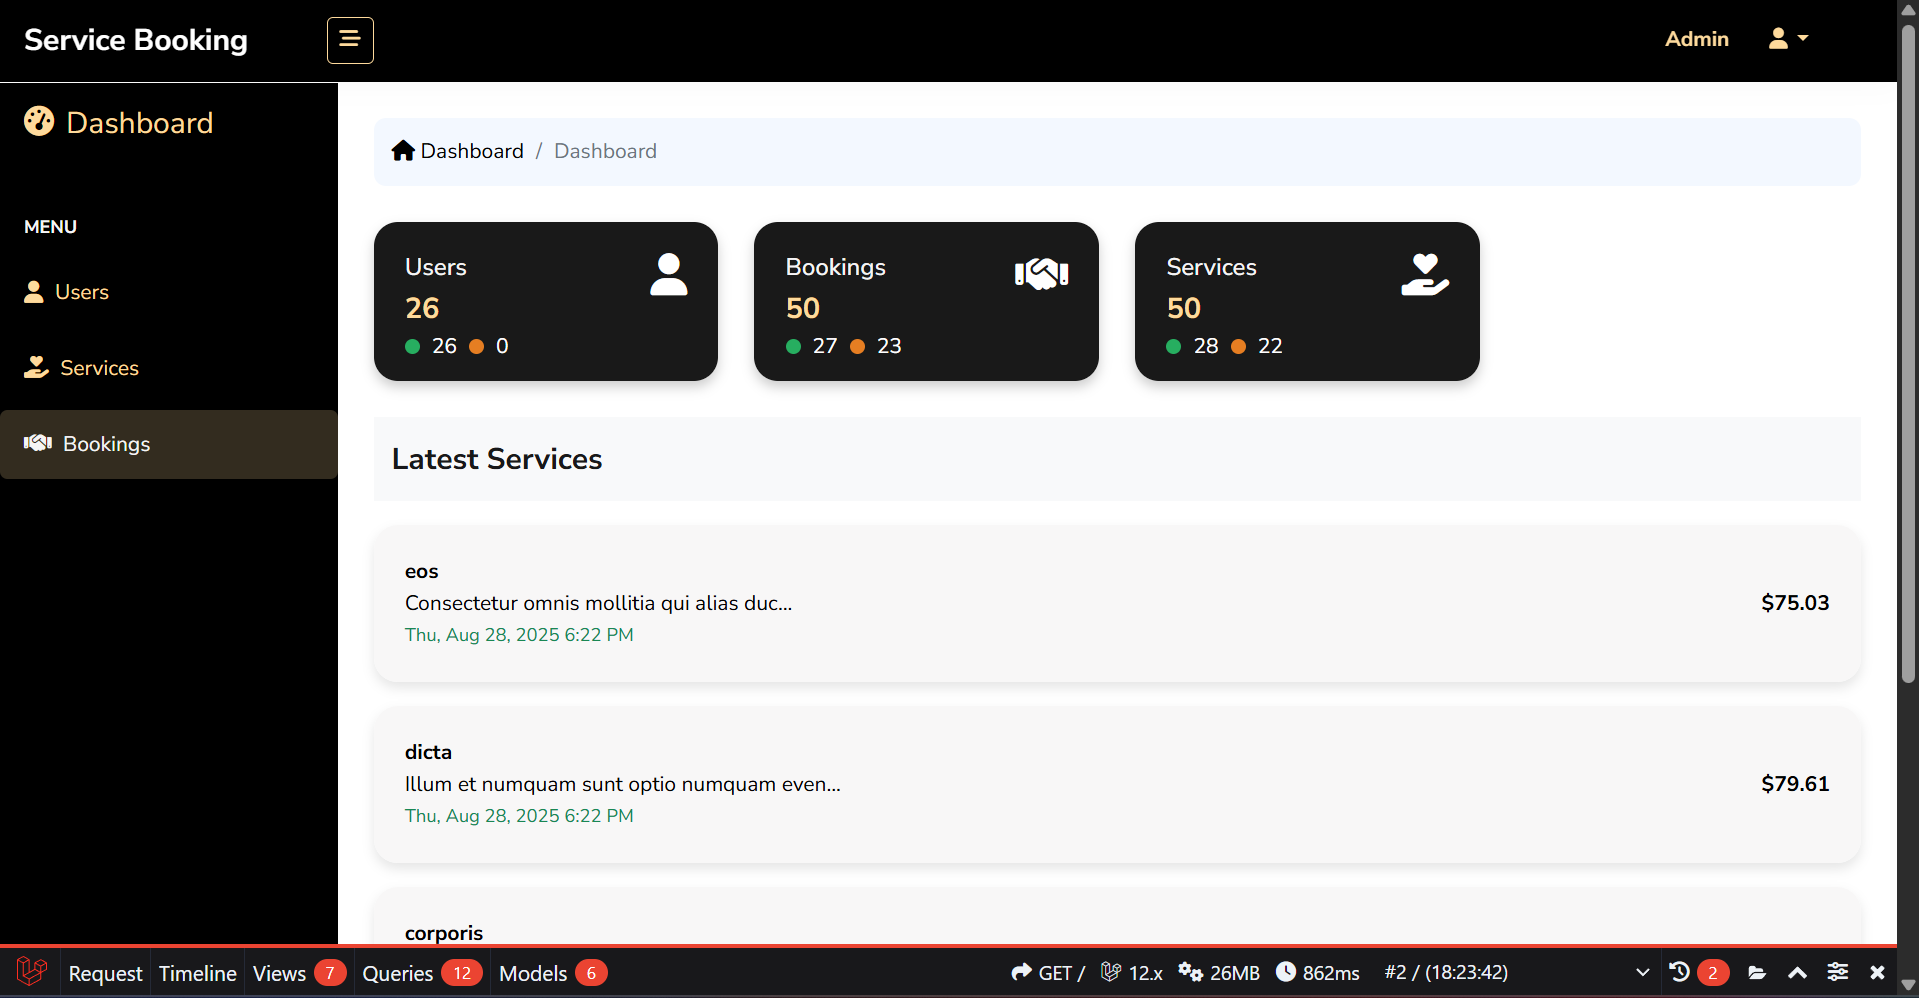 Service Booking
Admin
Dashboard
MENU
Users
Services
Bookings
Dashboard / Dashboard
Users
26
26 0
Bookings
50
27 23
Services
50
28 22
Latest Services
eos
Consectetur omnis mollitia qui alias duc...
Thu, Aug 28, 2025 6:22 PM
$75.03
dicta
Illum et numquam sunt optio numquam even...
Thu, Aug 28, 2025 6:22 PM
$79.61
corporis
Request Timeline Views 7 Queries 12 Models 6 GET / 12.x 26MB 862ms #2 / (18:23:42) 2